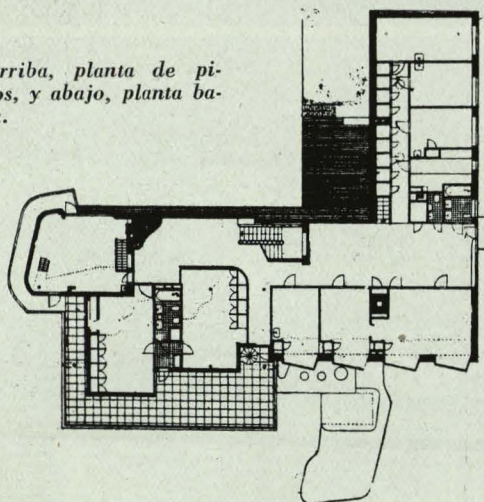 rriba, planta de pi-
os, y abajo, planta ba-
.